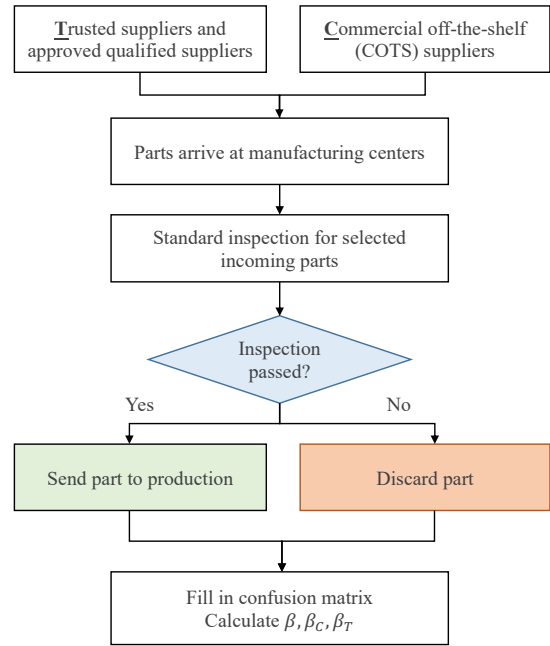 Trusted suppliers and
approved qualified suppliers
Commercial off-the-shelf
(COTS) suppliers
Parts arrive at manufacturing centers
Standard inspection for selected
incoming parts
Inspection
passed?
Yes
No
Send part to production
Discard part
Fill in confusion matrix
Calculate β, β_C, β_T